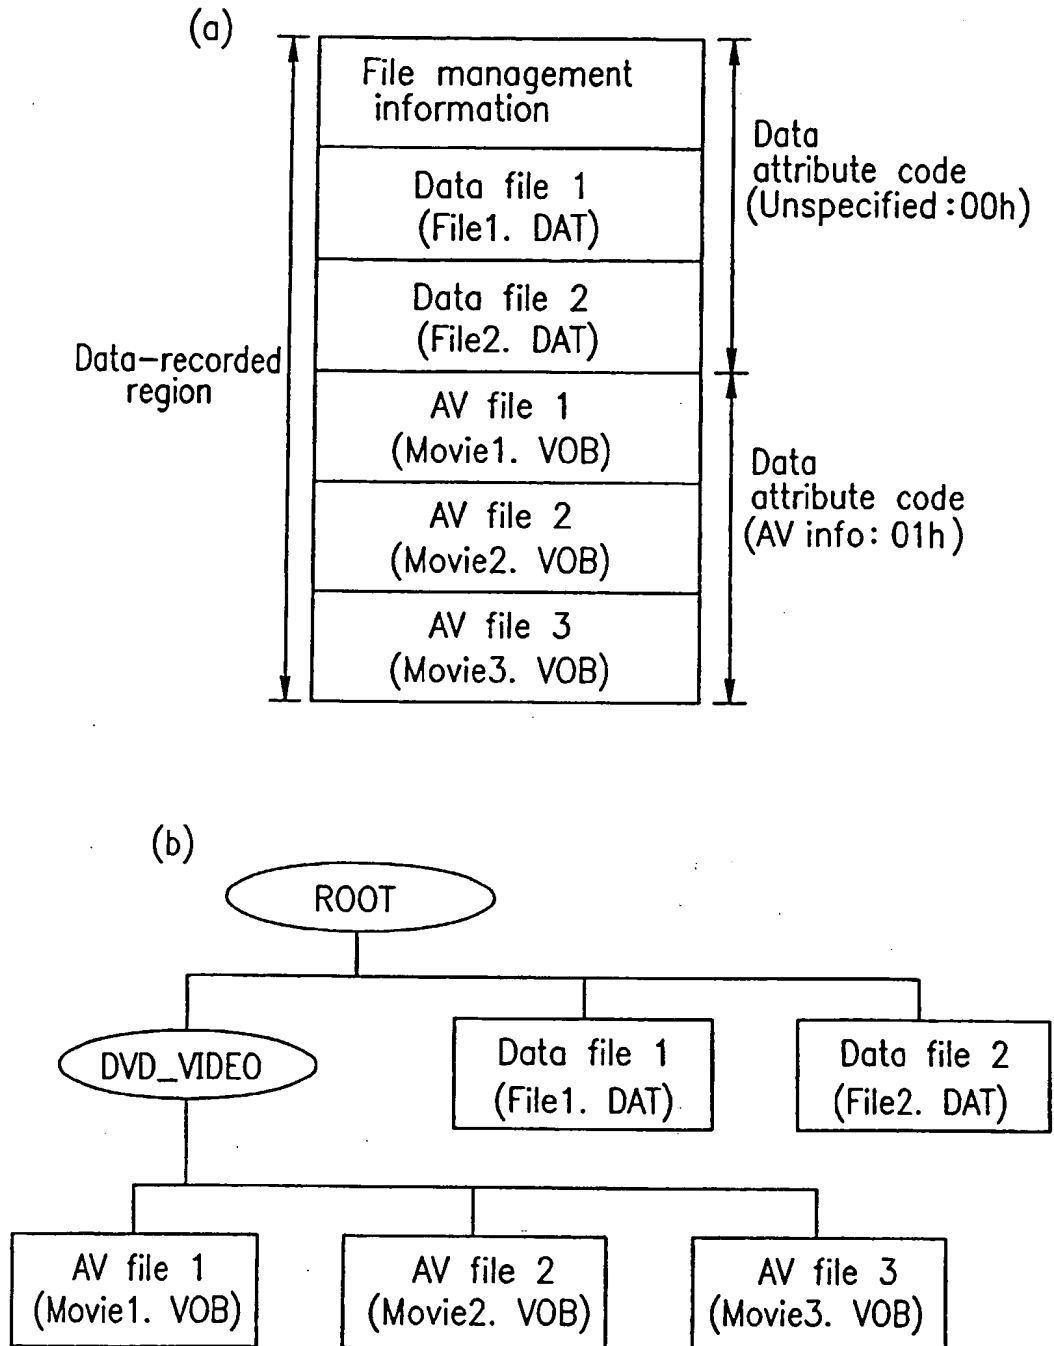 (a)
File management
information
Data file 1
(File1. DAT)
Data file 2
(File2. DAT)
AV file 1
(Movie1. VOB)
AV file 2
(Movie2. VOB)
AV file 3
(Movie3. VOB)
Data-recorded
region
Data
attribute code
(Unspecified:00h)
Data
attribute code
(AV info: 01h)
(b)
ROOT
DVD_VIDEO
Data file 1
(File1. DAT)
Data file 2
(File2. DAT)
AV file 1
(Movie1. VOB)
AV file 2
(Movie2. VOB)
AV file 3
(Movie3. VOB)